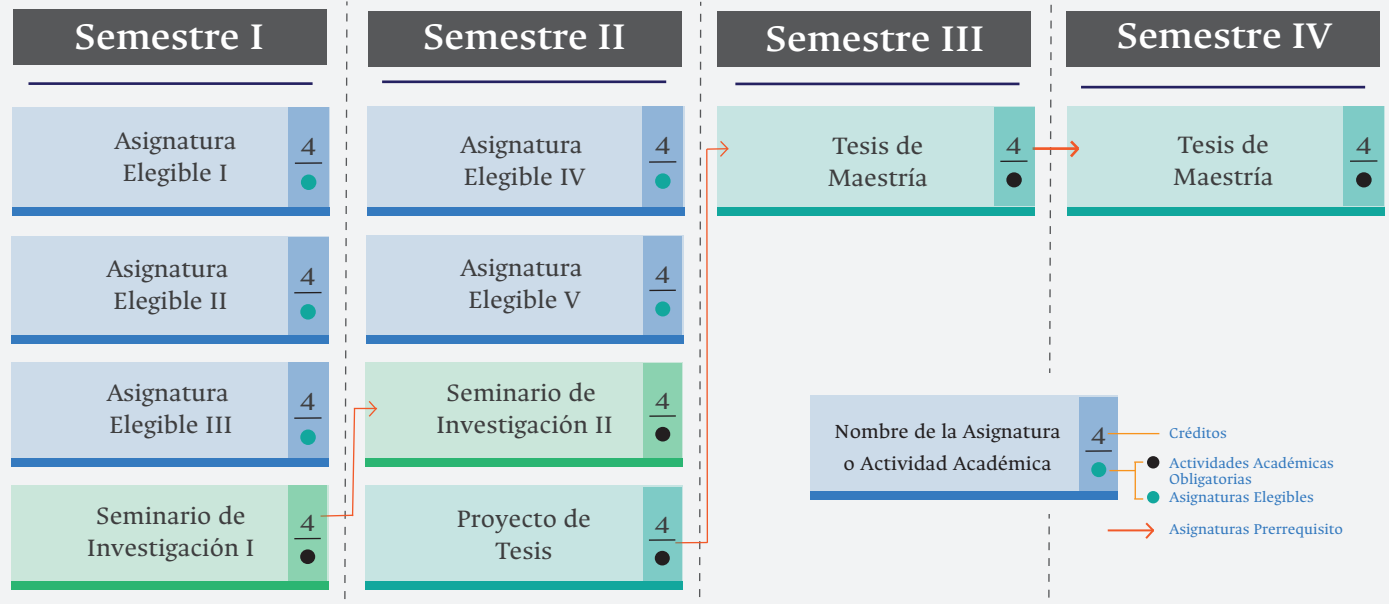 Semestre I
Asignatura
Elegible I
4
Asignatura
Elegible II
4
Asignatura
Elegible III
4
Seminario de
Investigación I
4
Semestre II
Asignatura
Elegible IV
4
Asignatura
Elegible V
4
Seminario de
Investigación II
4
Proyecto de
Tesis
4
Semestre III
Tesis de
Maestría
4
Semestre IV
Tesis de
Maestría
4
Nombre de la Asignatura
o Actividad Académica
4
Créditos
Actividades Académicas
Obligatorias
Asignaturas Elegibles
Asignaturas Prerrequisito